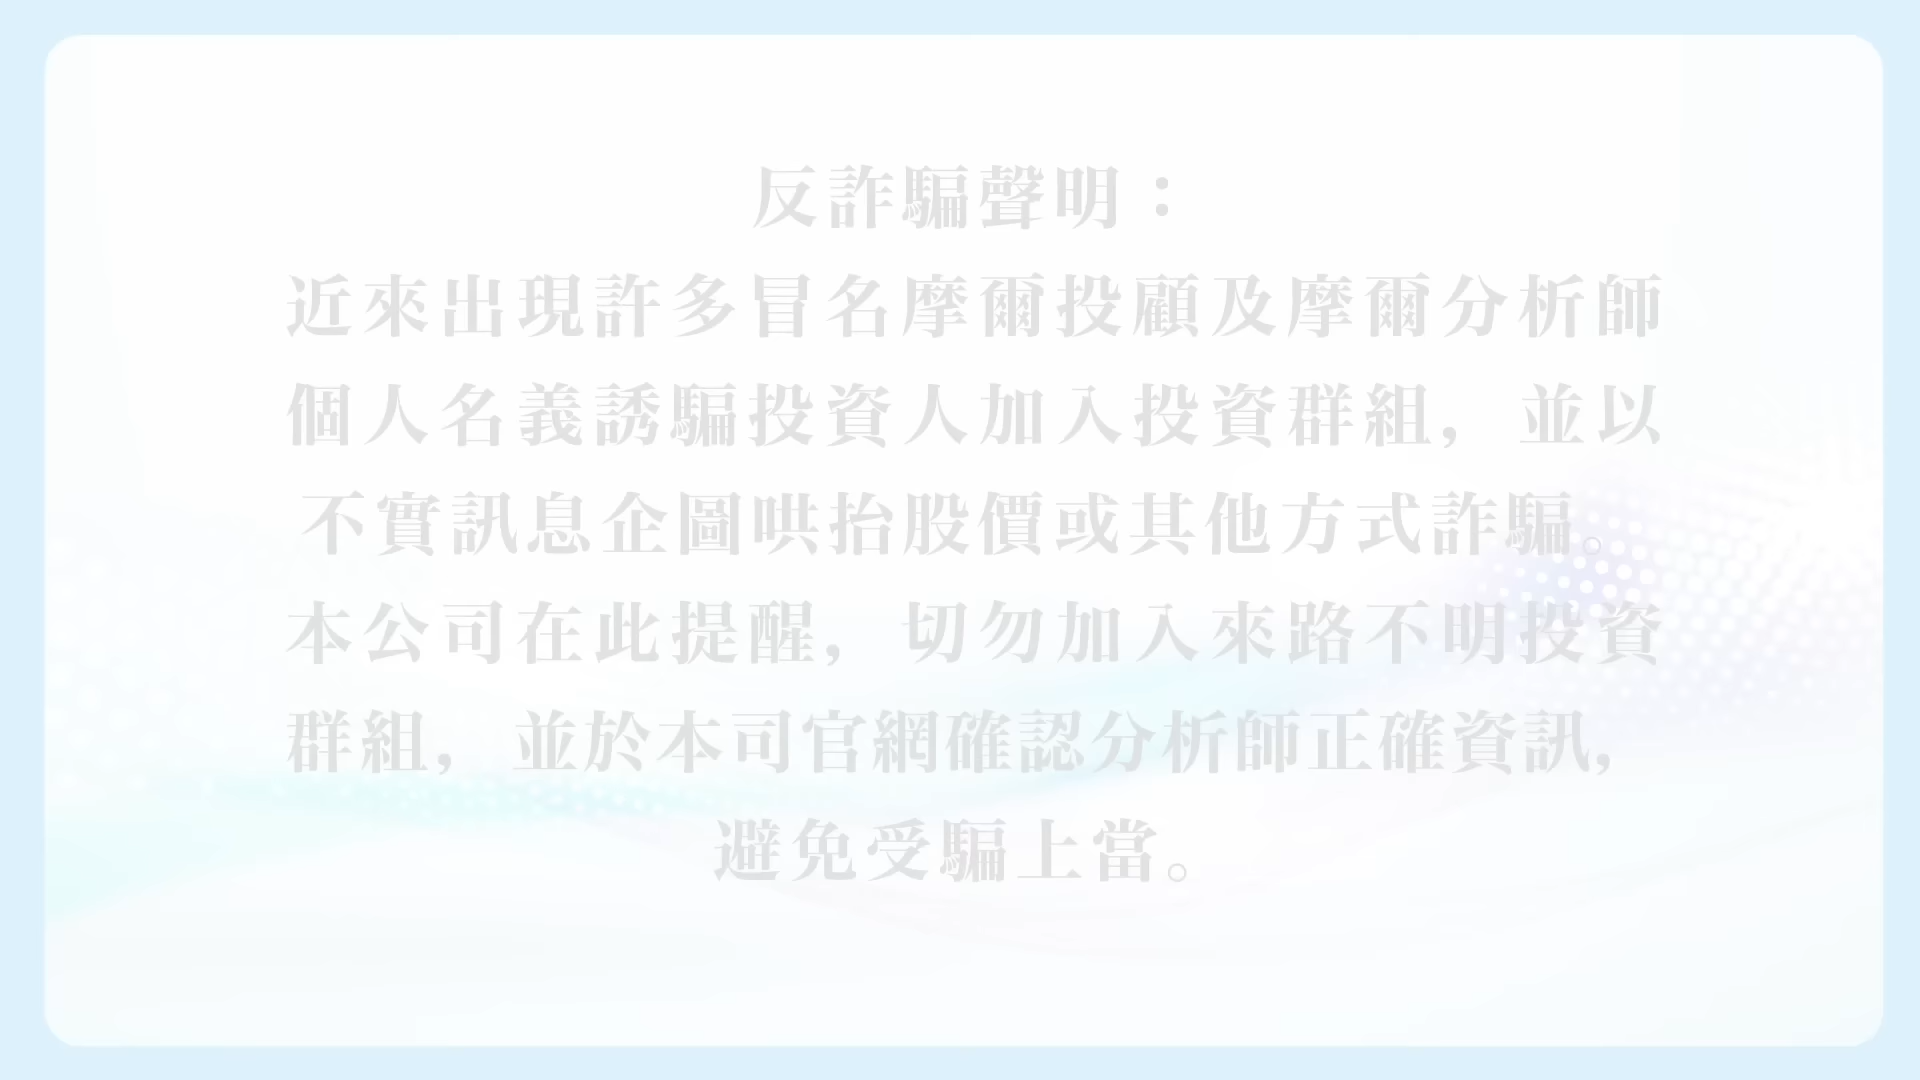 反詐騙聲明：
近來出現許多冒名摩爾投顧及摩爾分析師
個人名義誘騙投資人加入投資群組，並以
不實訊息企圖哄抬股價或其他方式詐騙。
本公司在此提醒，切勿加入來路不明投資
群組，並於本司官網確認分析師正確資訊，
避免受騙上當。